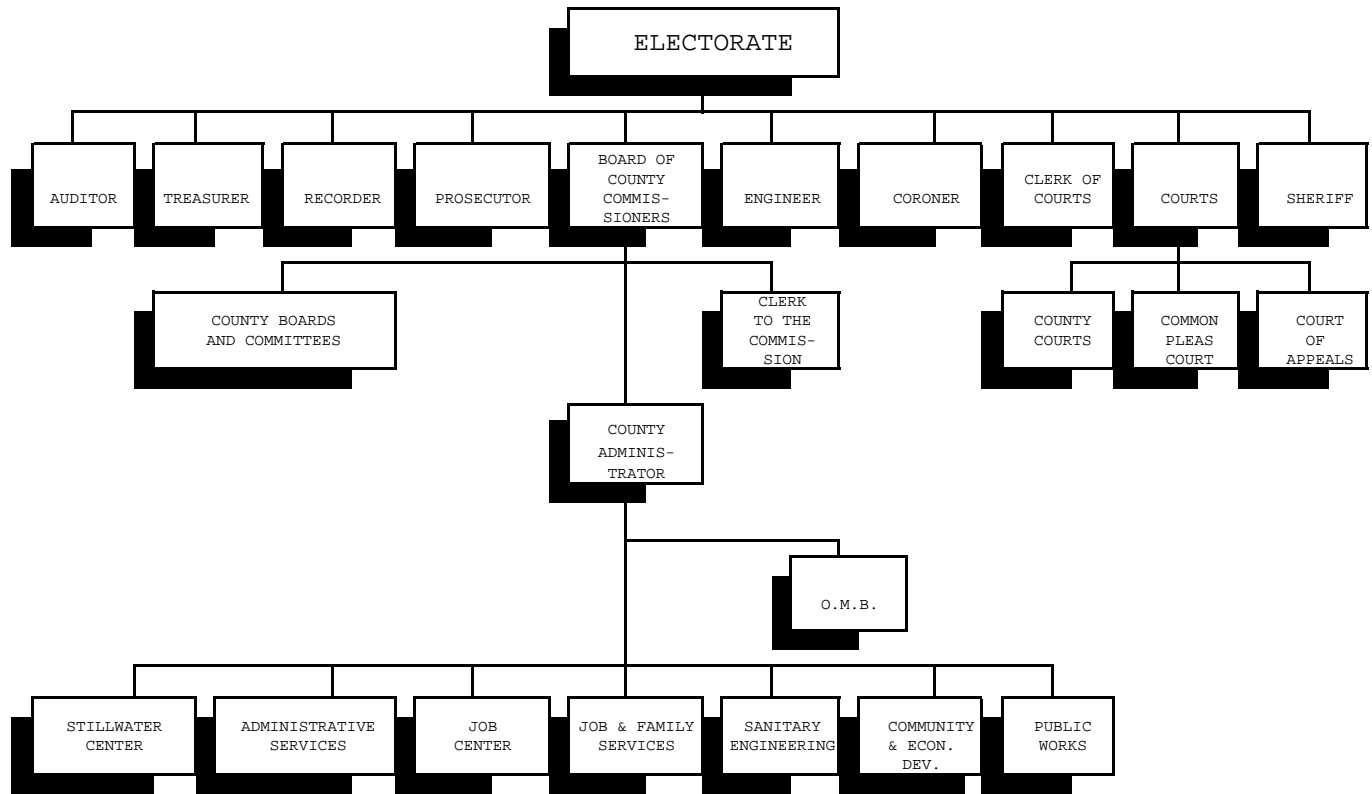 ELECTORATE
AUDITOR
TREASURER
RECORDER
PROSECUTOR
BOARD OF
COUNTY
COMMIS-
SIONERS
ENGINEER
CORONER
CLERK OF
COURTS
COURTS
SHERIFF
COUNTY BOARDS
AND COMMITTEES
CLERK
TO THE
COMMIS-
SION
COUNTY
COURTS
COMMON
PLEAS
COURT
COURT
OF
APPEALS
COUNTY
ADMINIS-
TRATOR
O.M.B.
STILLWATER
CENTER
ADMINISTRATIVE
SERVICES
JOB
CENTER
JOB & FAMILY
SERVICES
SANITARY
ENGINEERING
COMMUNITY
& ECON.
DEV.
PUBLIC
WORKS